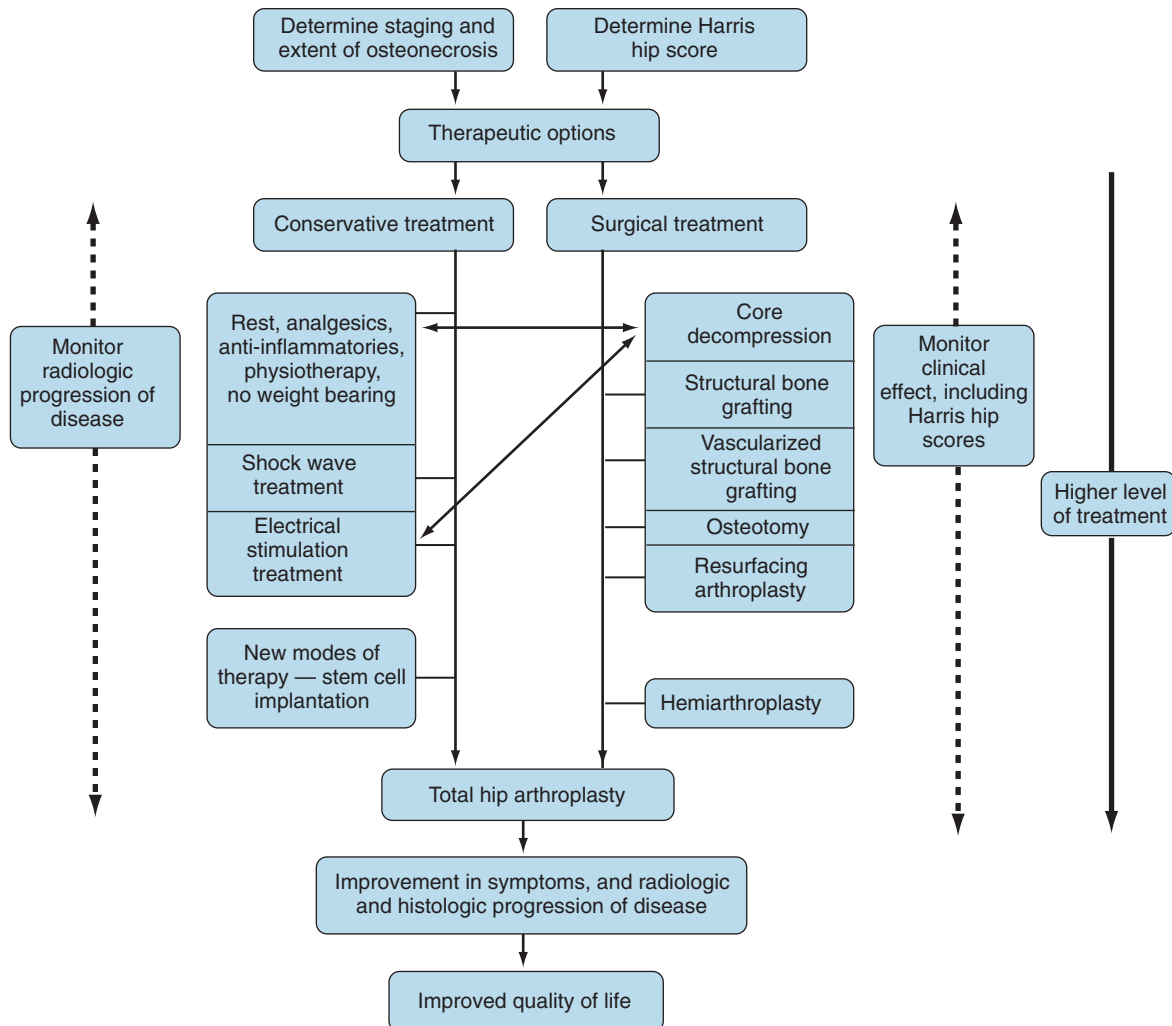 Determine staging and
extent of osteonecrosis
Determine Harris
hip score
Therapeutic options
Conservative treatment
Surgical treatment
Monitor
radiologic
progression of
disease
Rest, analgesics,
anti-inflammatories,
physiotherapy,
no weight bearing
Shock wave
treatment
Electrical
stimulation
treatment
New modes of
therapy — stem cell
implantation
Core
decompression
Structural bone
grafting
Vascularized
structural bone
grafting
Osteotomy
Resurfacing
arthroplasty
Hemiarthroplasty
Monitor
clinical
effect, including
Harris hip
scores
Higher level
of treatment
Total hip arthroplasty
Improvement in symptoms, and radiologic
and histologic progression of disease
Improved quality of life